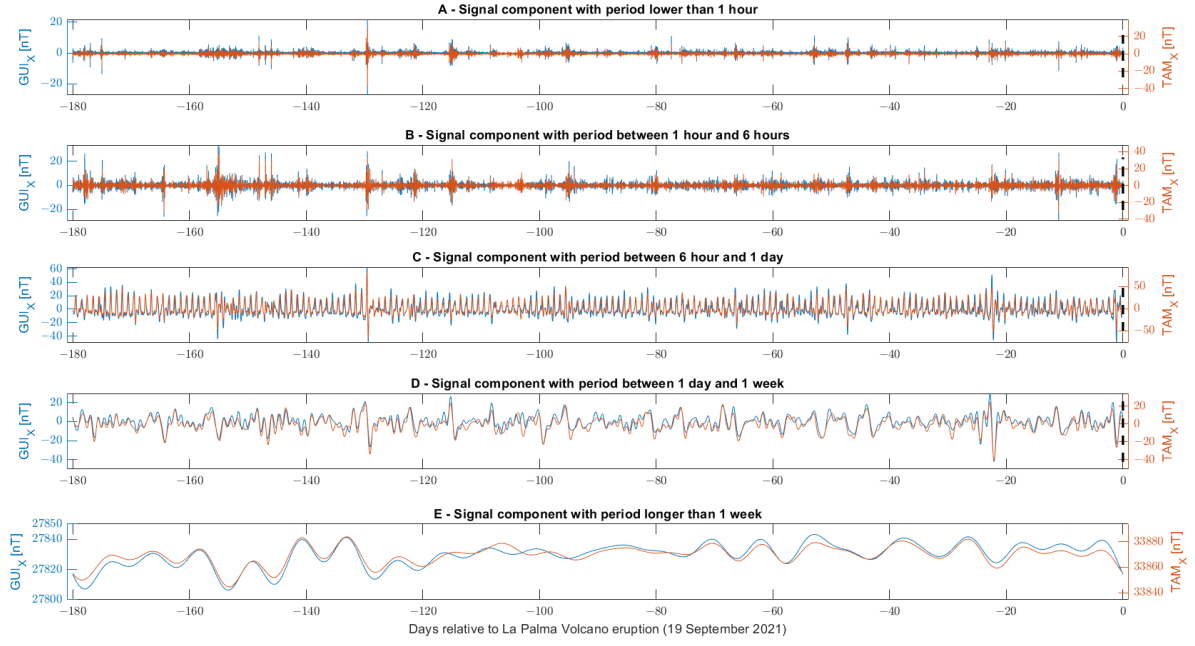 A - Signal component with period lower than 1 hour
GUI_X [nT]
20
0
−20
20
0
−20
−40
TAM_X [nT]
−180 −160 −140 −120 −100 −80 −60 −40 −20 0
B - Signal component with period between 1 hour and 6 hours
GUI_X [nT]
20
0
−20
40
20
0
−20
−40
TAM_X [nT]
−180 −160 −140 −120 −100 −80 −60 −40 −20 0
C - Signal component with period between 6 hour and 1 day
GUI_X [nT]
60
40
20
0
−20
−40
50
0
−50
TAM_X [nT]
−180 −160 −140 −120 −100 −80 −60 −40 −20 0
D - Signal component with period between 1 day and 1 week
GUI_X [nT]
20
0
−20
−40
20
0
−20
−40
TAM_X [nT]
−180 −160 −140 −120 −100 −80 −60 −40 −20 0
E - Signal component with period longer than 1 week
GUI_X [nT]
27850
27840
27820
27800
33880
33860
33840
TAM_X [nT]
−180 −160 −140 −120 −100 −80 −60 −40 −20 0
Days relative to La Palma Volcano eruption (19 September 2021)